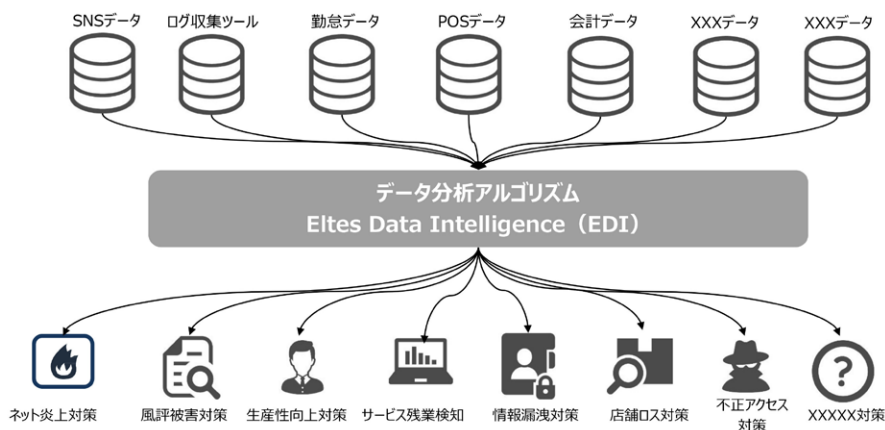 SNSデータ
ログ収集ツール
勤怠データ
POSデータ
会計データ
XXXデータ
XXXデータ
データ分析アルゴリズム
Eltes Data Intelligence（EDI）
ネット炎上対策
風評被害対策
生産性向上対策
サービス残業検知
情報漏洩対策
店舗ロス対策
不正アクセス
対策
?
XXXXX対策